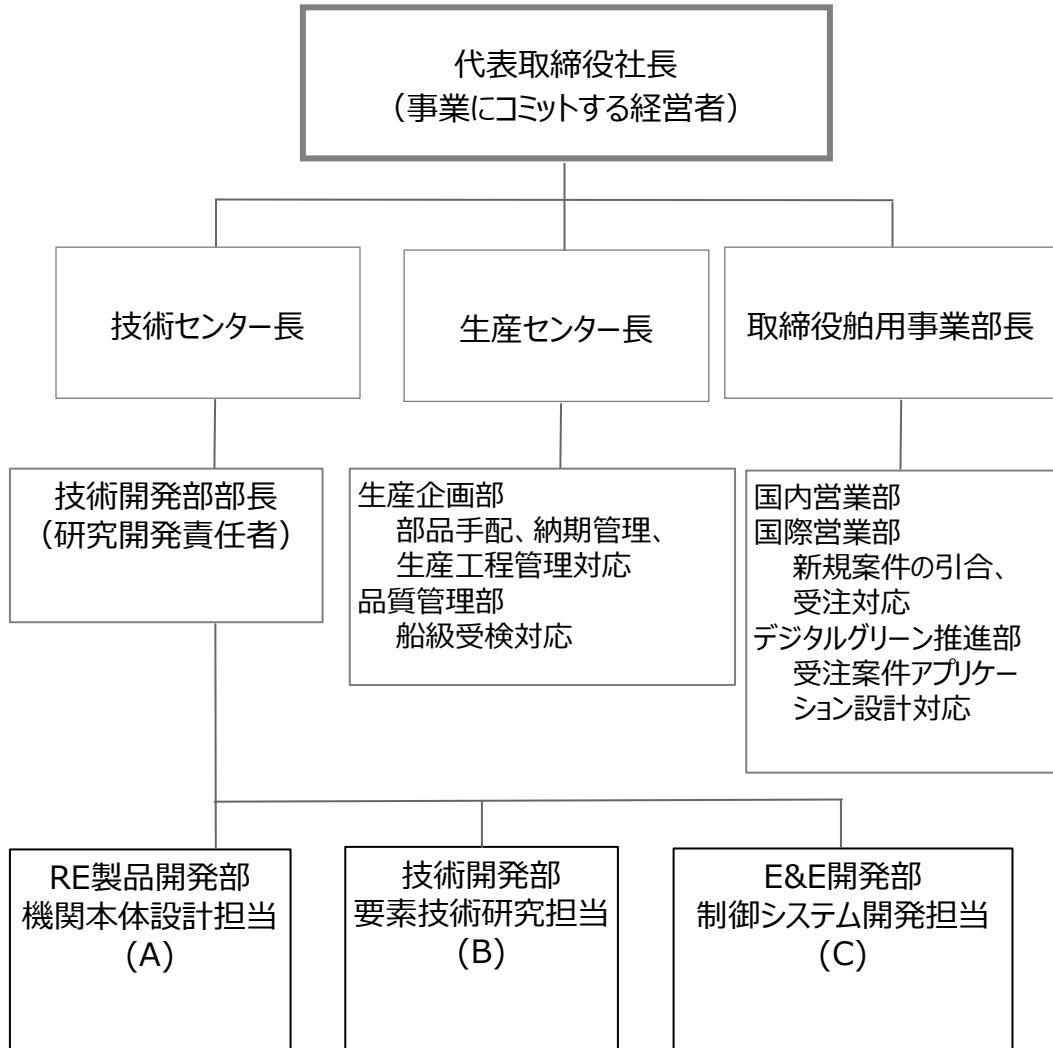 代表取締役社長
（事業にコミットする経営者）
技術センター長
生産センター長
取締役舶用事業部長
技術開発部部長
（研究開発責任者）
生産企画部
部品手配、納期管理、
生産工程管理対応
品質管理部
船級受検対応
国内営業部
国際営業部
新規案件の引合、
受注対応
デジタルグリーン推進部
受注案件アプリケー
ション設計対応
RE製品開発部
機関本体設計担当
(A)
技術開発部
要素技術研究担当
(B)
E&E開発部
制御システム開発担当
(C)